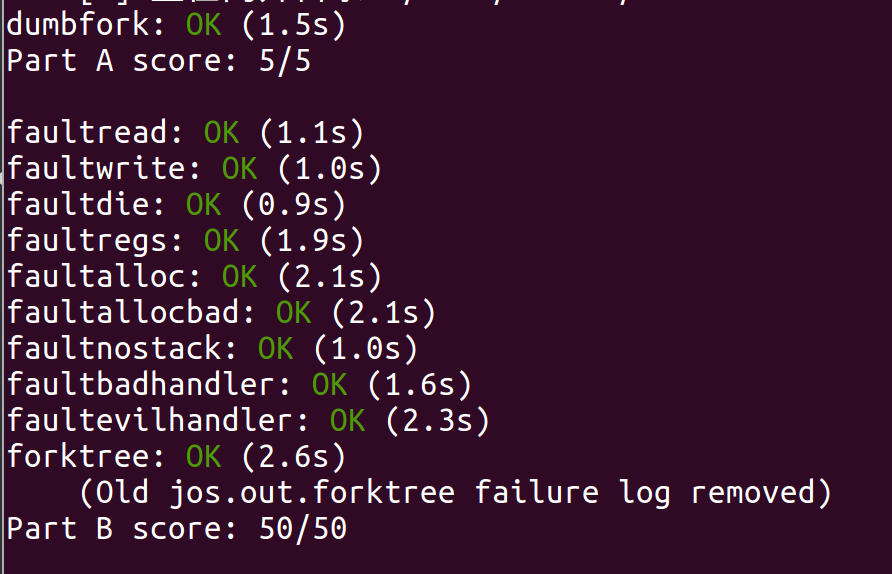 dumbfork: OK (1.5s)
Part A score: 5/5
faultread: OK (1.1s)
faultwrite: OK (1.0s)
faultdie: OK (0.9s)
faultregs: OK (1.9s)
faultalloc: OK (2.1s)
faultallocbad: OK (2.1s)
faultnostack: OK (1.0s)
faultbadhandler: OK (1.6s)
faultevilhandler: OK (2.3s)
forktree: OK (2.6s)
(Old jos.out.forktree failure log removed)
Part B score: 50/50